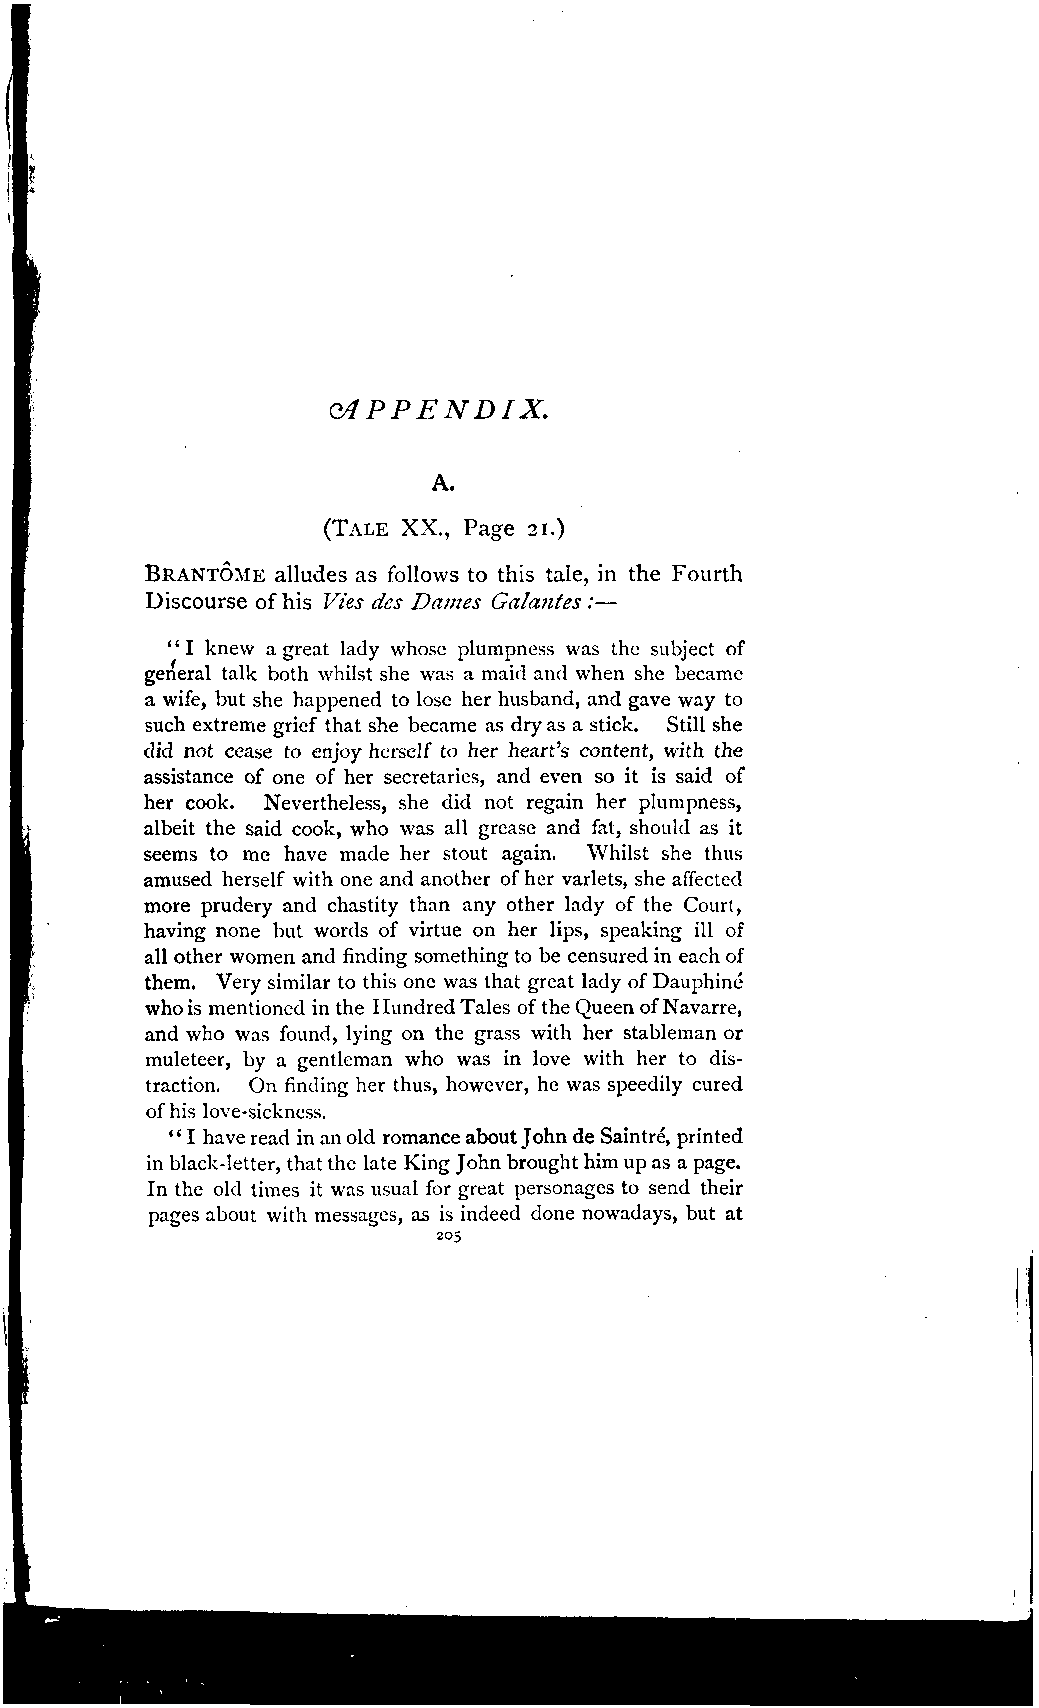 APPENDIX.
A.
(TALE XX., Page 21.)
BRANTÔME alludes as follows to this tale, in the Fourth
Discourse of his Vies des Dames Galantes :—
“I knew a great lady whose plumpness was the subject of
general talk both whilst she was a maid and when she became
a wife, but she happened to lose her husband, and gave way to
such extreme grief that she became as dry as a stick. Still she
did not cease to enjoy herself to her heart's content, with the
assistance of one of her secretaries, and even so it is said of
her cook. Nevertheless, she did not regain her plumpness,
albeit the said cook, who was all grease and fat, should as it
seems to me have made her stout again. Whilst she thus
amused herself with one and another of her varlets, she affected
more prudery and chastity than any other lady of the Court,
having none but words of virtue on her lips, speaking ill of
all other women and finding something to be censured in each of
them. Very similar to this one was that great lady of Dauphiné
who is mentioned in the Hundred Tales of the Queen of Navarre,
and who was found, lying on the grass with her stableman or
muleteer, by a gentleman who was in love with her to dis-
traction. On finding her thus, however, he was speedily cured
of his love-sickness.
“I have read in an old romance about John de Saintré, printed
in black-letter, that the late King John brought him up as a page.
In the old times it was usual for great personages to send their
pages about with messages, as is indeed done nowadays, but at
205